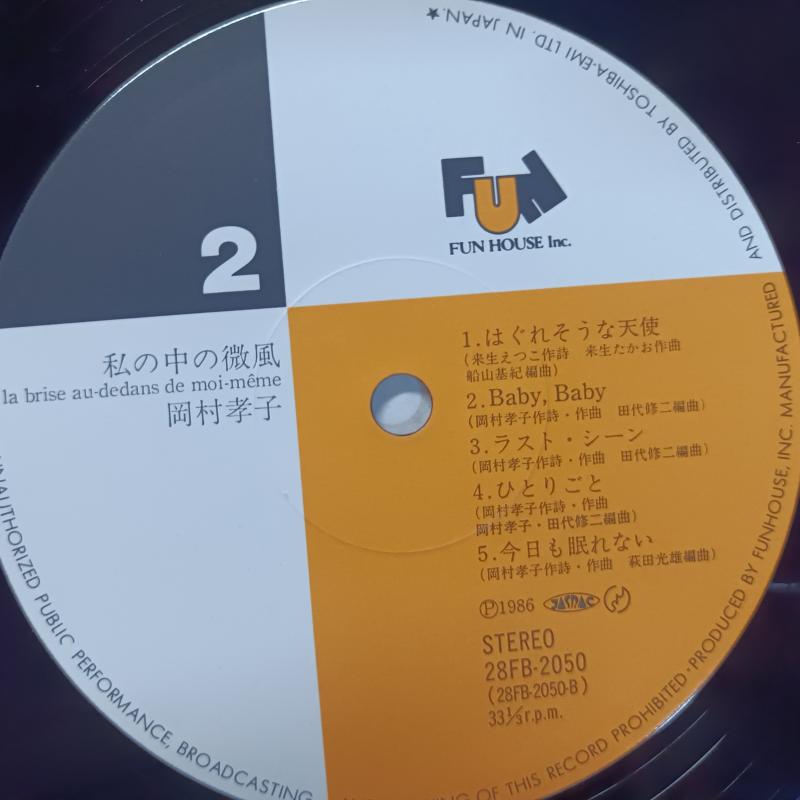 2
FUN
FUN HOUSE Inc.
私の中の微風
la brise au-dedans de moi-même
岡村孝子
1.はぐれそうな天使
(来生えつこ作詩 来生たかお作曲
船山基紀編曲)
2.Baby, Baby
(岡村孝子作詩・作曲 田代修二編曲)
3.ラスト・シーン
(岡村孝子作詩・作曲 田代修二編曲)
4.ひとりごと
(岡村孝子作詩・作曲
岡村孝子・田代修二編曲)
5.今日も眠れない
(岡村孝子作詩・作曲 萩田光雄編曲)
Ⓟ1986 JASRAC
STEREO
28FB-2050
(28FB-2050-B)
33⅓r.p.m.
UNAUTHORIZED PUBLIC PERFORMANCE, BROADCASTING OF THIS RECORD PROHIBITED・PRODUCED BY FUNHOUSE, INC. MANUFACTURED AND DISTRIBUTED BY TOSHIBA-EMI LTD. IN JAPAN.★